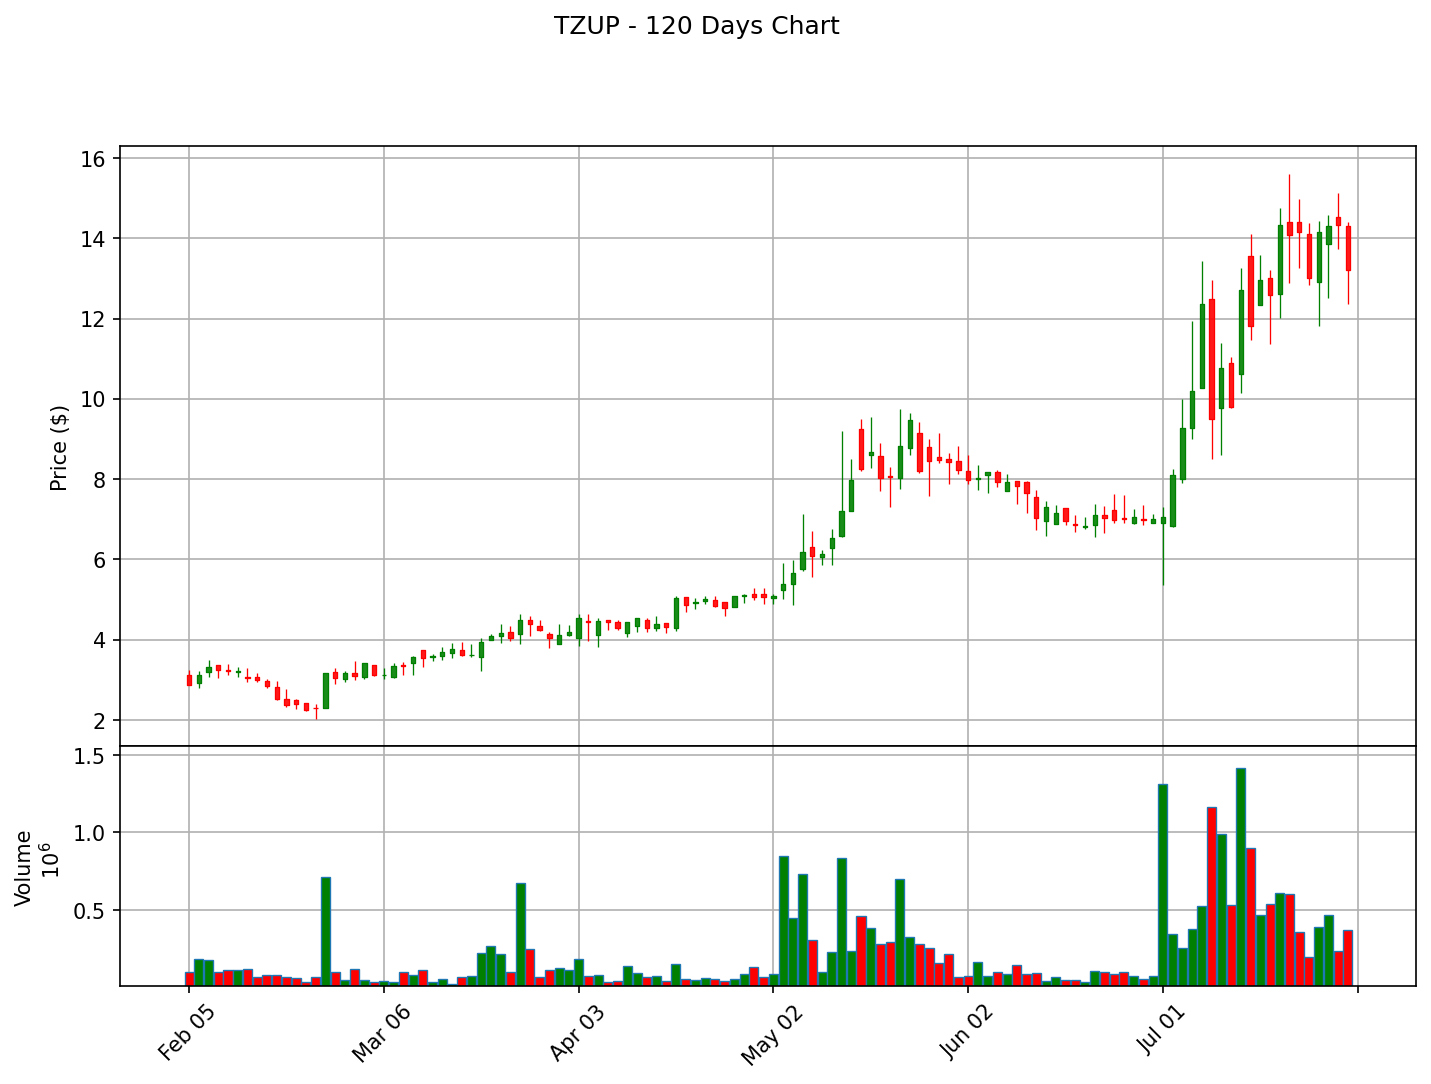 TZUP - 120 Days Chart
16
14
12
10
8
6
4
2
Price ($)
1.5
1.0
0.5
Volume
10⁶
Feb 05
Mar 06
Apr 03
May 02
Jun 02
Jul 01